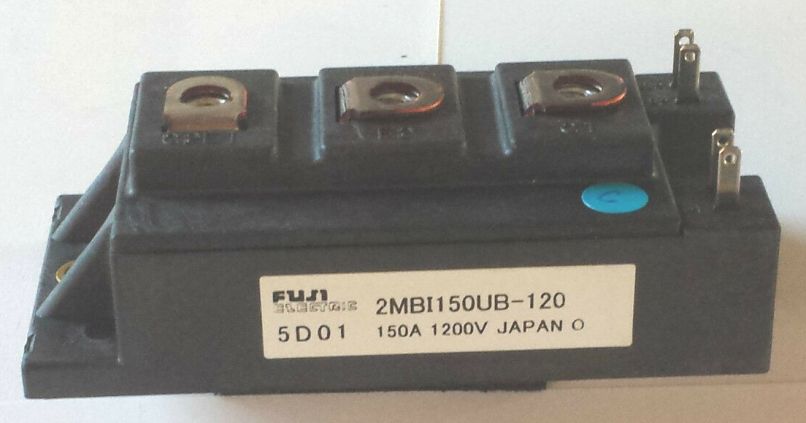 C
FUJI
ELECTRIC
2MBI150UB-120
5D01
150A 1200V JAPAN O